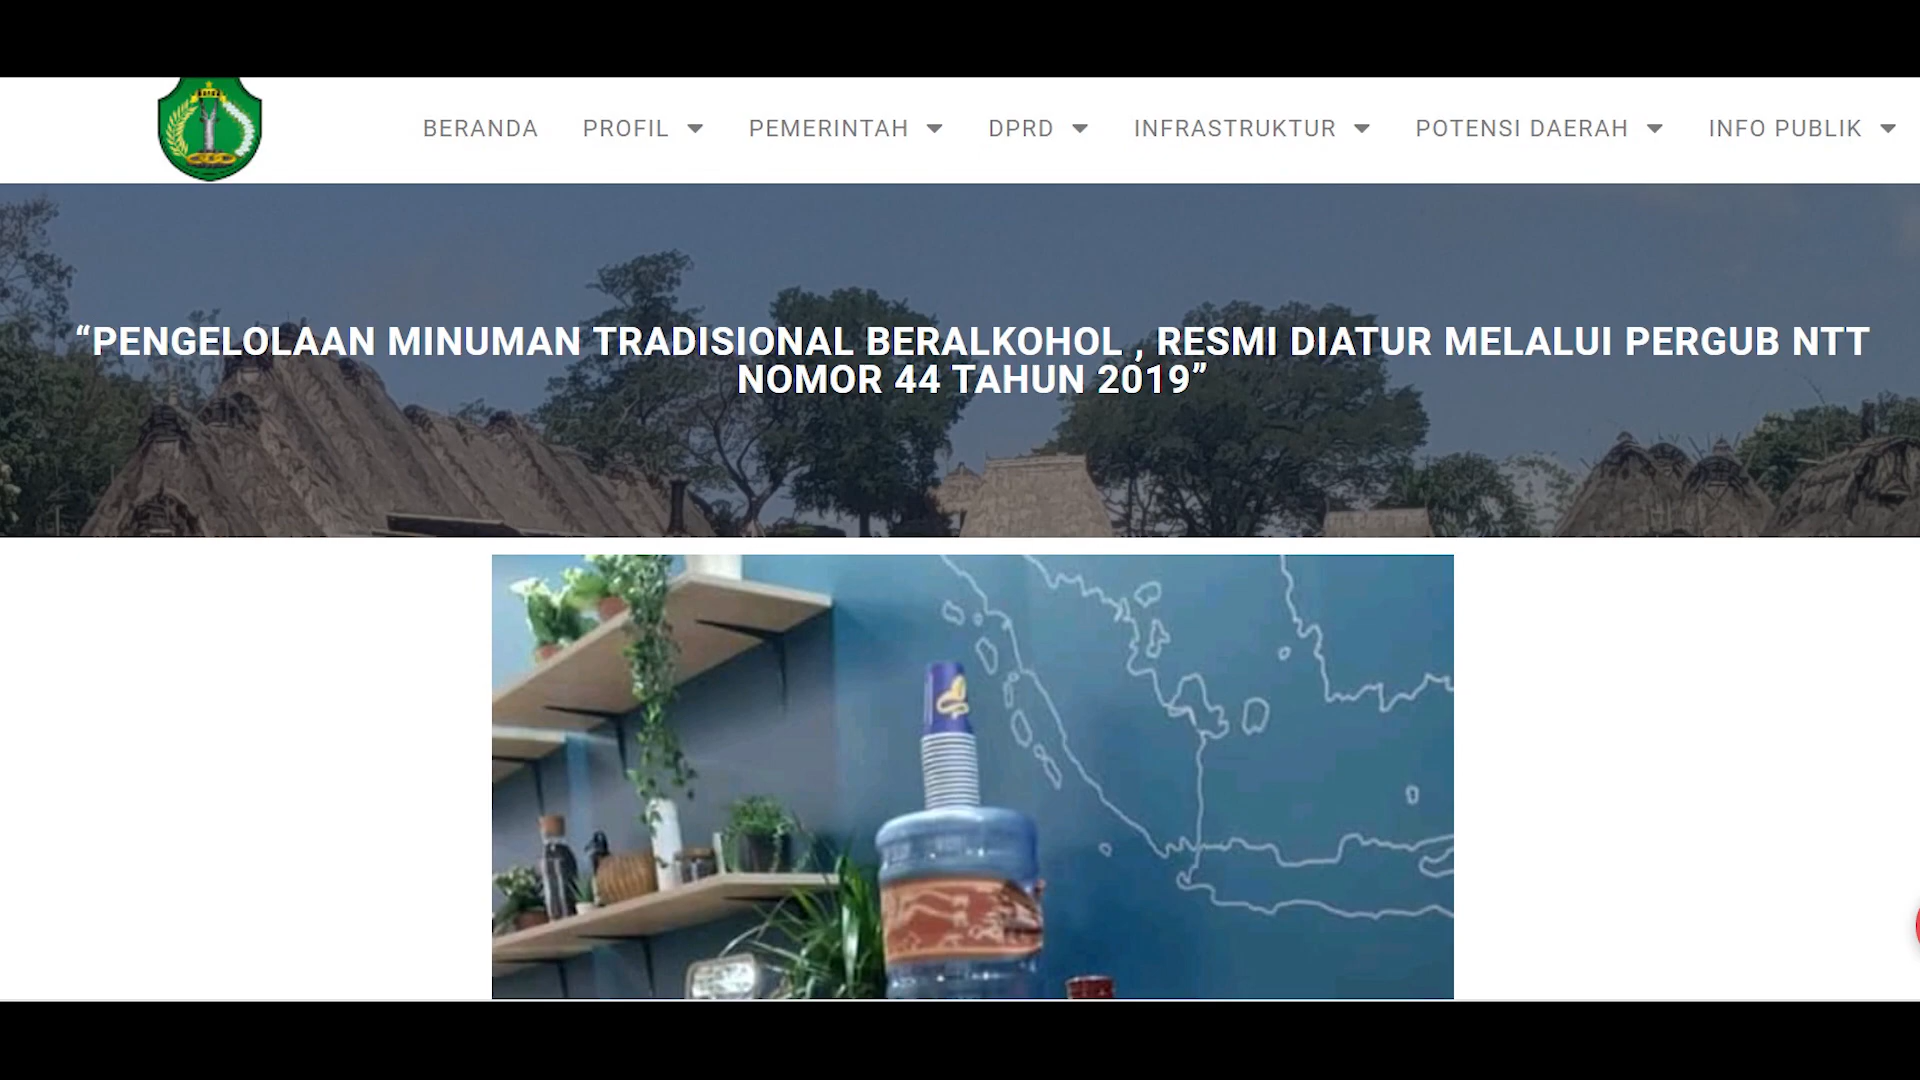 BERANDA PROFIL PEMERINTAH DPRD INFRASTRUKTUR POTENSI DAERAH INFO PUBLIK
“PENGELOLAAN MINUMAN TRADISIONAL BERALKOHOL , RESMI DIATUR MELALUI PERGUB NTT
NOMOR 44 TAHUN 2019”